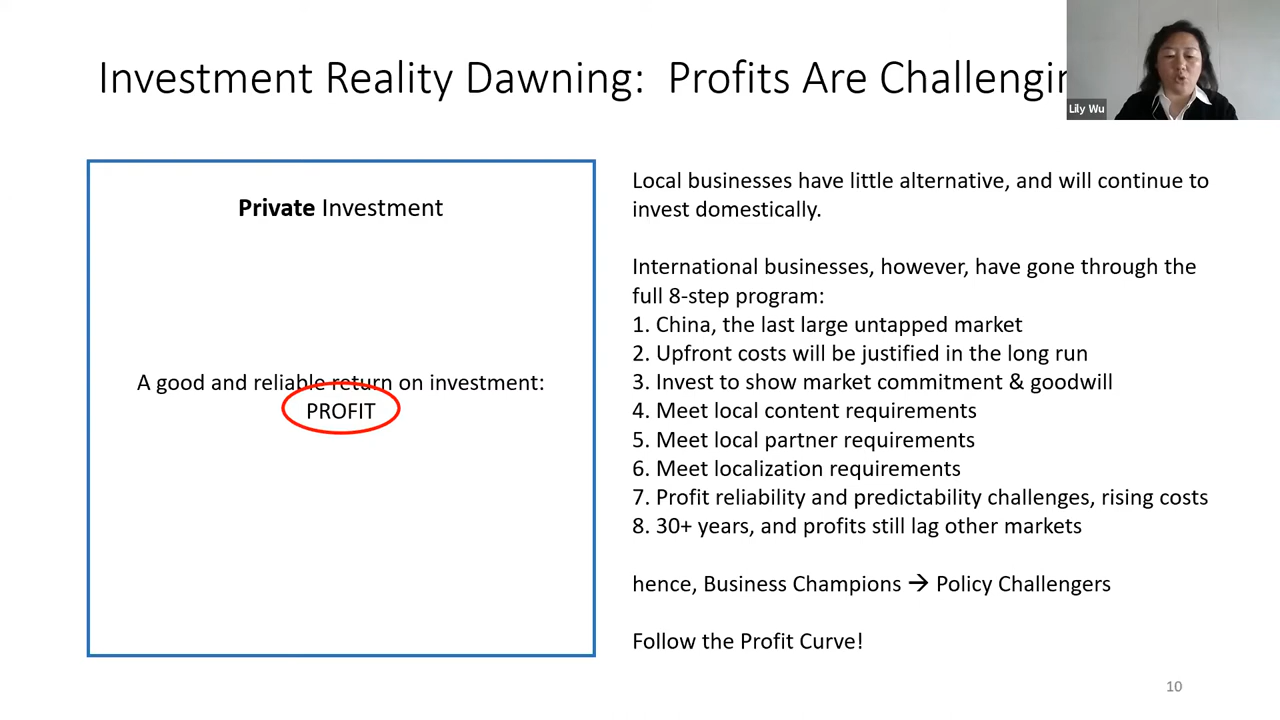 Investment Reality Dawning: Profits Are Challengin
Lily Wu
Private Investment
A good and reliable return on investment:
PROFIT
Local businesses have little alternative, and will continue to
invest domestically.
International businesses, however, have gone through the
full 8-step program:
1. China, the last large untapped market
2. Upfront costs will be justified in the long run
3. Invest to show market commitment & goodwill
4. Meet local content requirements
5. Meet local partner requirements
6. Meet localization requirements
7. Profit reliability and predictability challenges, rising costs
8. 30+ years, and profits still lag other markets
hence, Business Champions → Policy Challengers
Follow the Profit Curve!
10